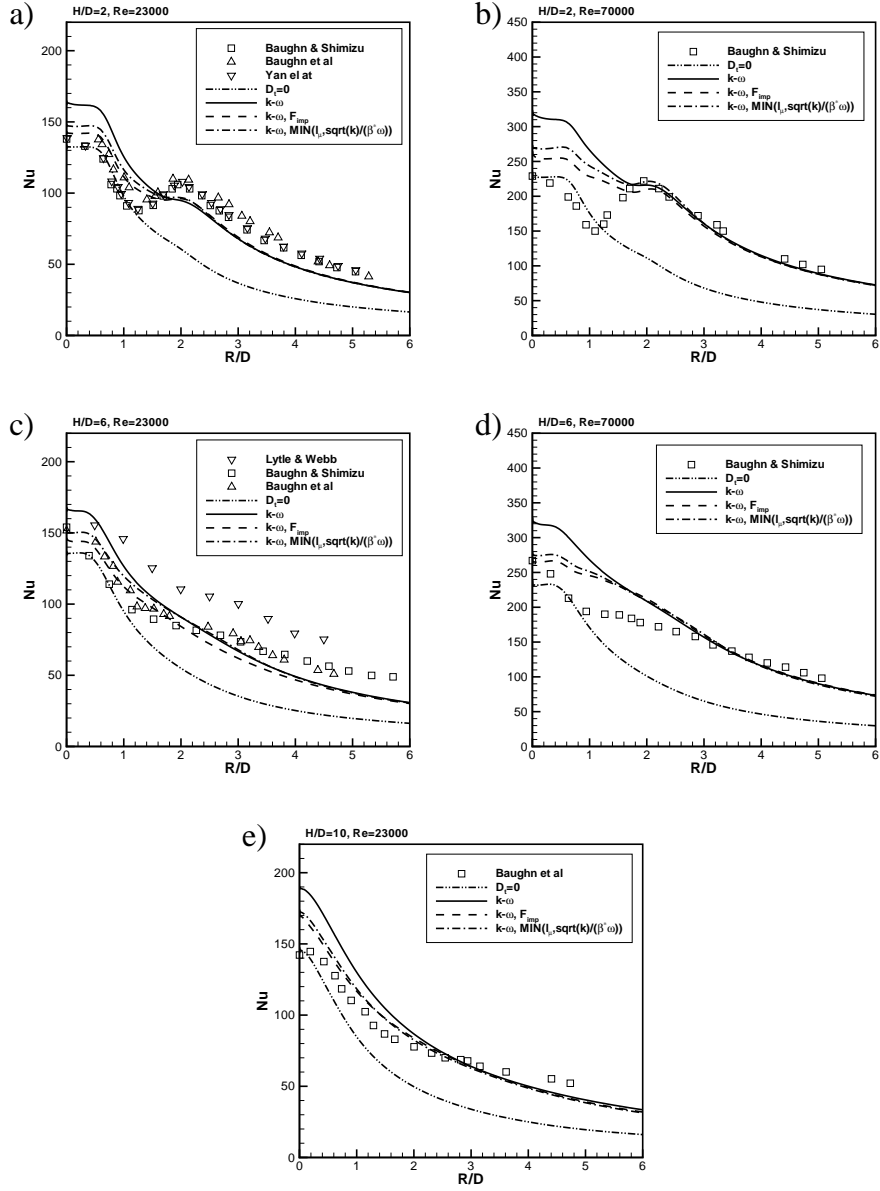 a)
H/D=2, Re=23000
Baughn & Shimizu
Baughn et al
Yan el at
D_t=0
k-ω
k-ω, F_imp
k-ω, MIN(l_μ,sqrt(k)/(β*ω))
Nu
0
50
100
150
200
0 1 2 3 4 5 6
R/D
b)
H/D=2, Re=70000
Baughn & Shimizu
D_t=0
k-ω
k-ω, F_imp
k-ω, MIN(l_μ,sqrt(k)/(β*ω))
Nu
0
50
100
150
200
250
300
350
400
450
0 1 2 3 4 5 6
R/D
c)
H/D=6, Re=23000
Lytle & Webb
Baughn & Shimizu
Baughn et al
D_t=0
k-ω
k-ω, F_imp
k-ω, MIN(l_μ,sqrt(k)/(β*ω))
Nu
0
50
100
150
200
0 1 2 3 4 5 6
R/D
d)
H/D=6, Re=70000
Baughn & Shimizu
D_t=0
k-ω
k-ω, F_imp
k-ω, MIN(l_μ,sqrt(k)/(β*ω))
Nu
0
50
100
150
200
250
300
350
400
450
0 1 2 3 4 5 6
R/D
e)
H/D=10, Re=23000
Baughn et al
D_t=0
k-ω
k-ω, F_imp
k-ω, MIN(l_μ,sqrt(k)/(β*ω))
Nu
0
50
100
150
200
0 1 2 3 4 5 6
R/D